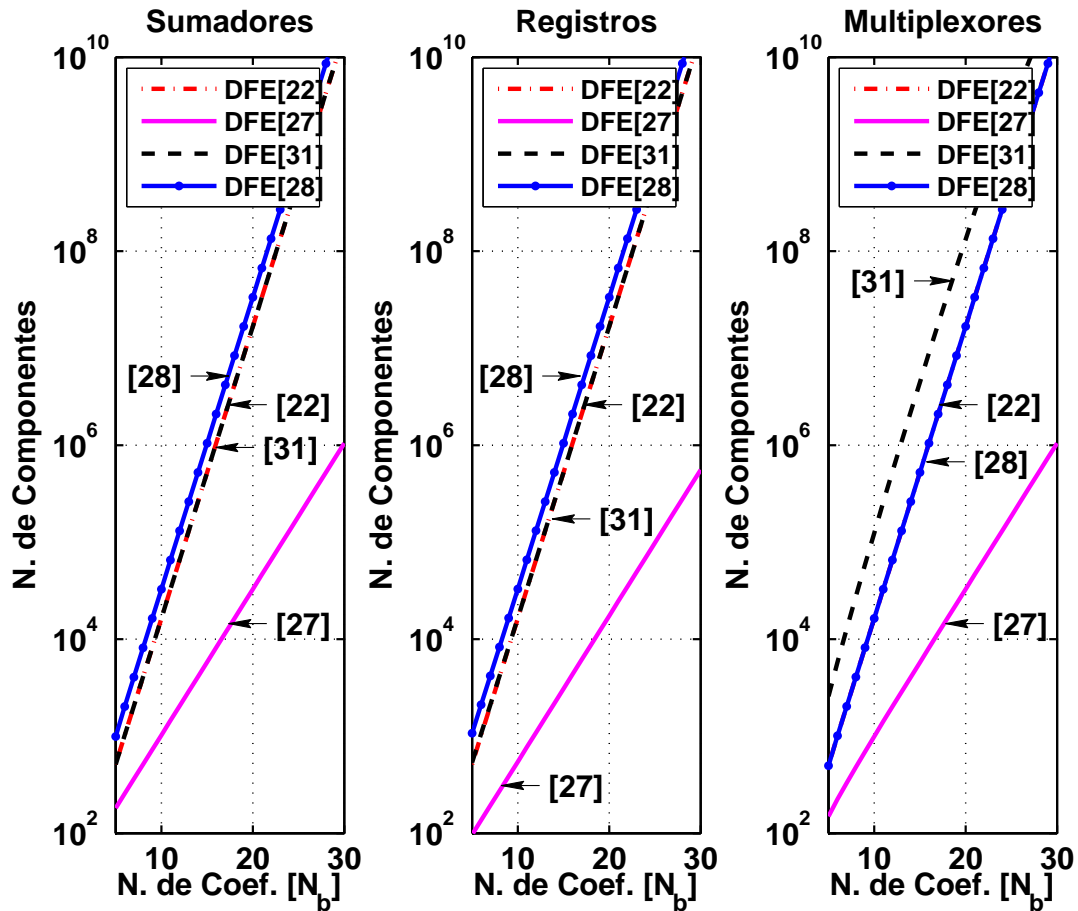 Sumadores
N. de Componentes
10^10
10^8
10^6
10^4
10^2
DFE[22]
DFE[27]
DFE[31]
DFE[28]
[28]
[22]
[31]
[27]
10 20 30
N. de Coef. [N_b]
Registros
N. de Componentes
10^10
10^8
10^6
10^4
10^2
DFE[22]
DFE[27]
DFE[31]
DFE[28]
[28]
[22]
[31]
[27]
10 20 30
N. de Coef. [N_b]
Multiplexores
N. de Componentes
10^10
10^8
10^6
10^4
10^2
DFE[22]
DFE[27]
DFE[31]
DFE[28]
[31]
[22]
[28]
[27]
10 20 30
N. de Coef. [N_b]